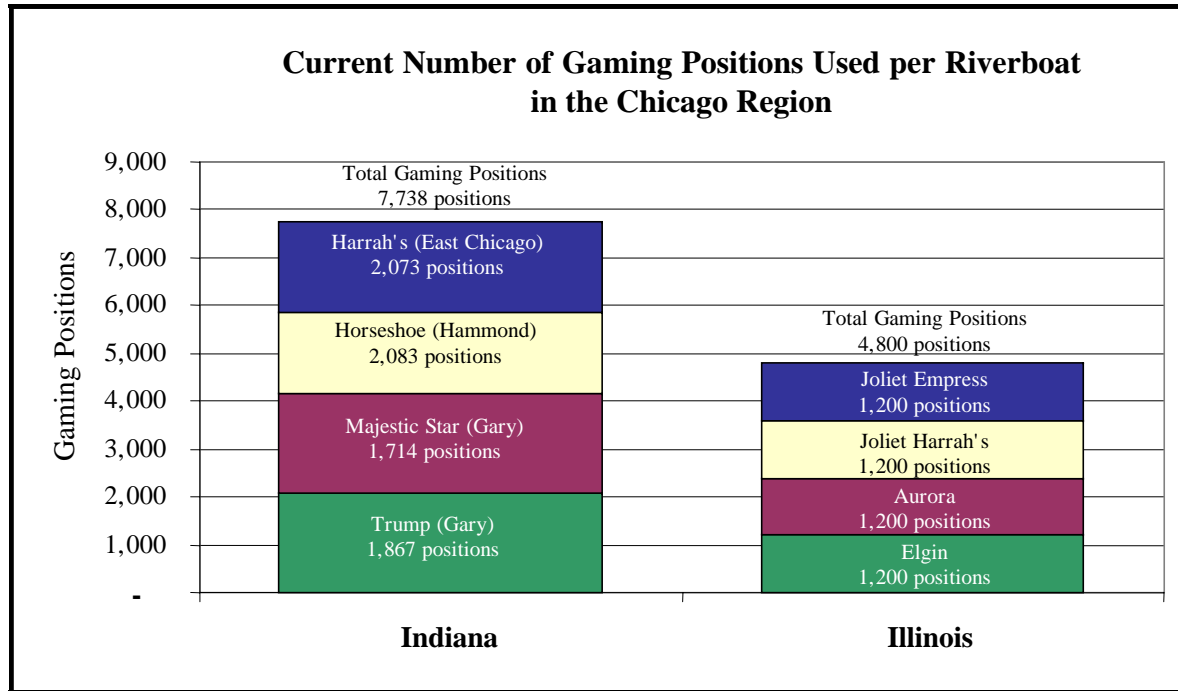 Current Number of Gaming Positions Used per Riverboat
in the Chicago Region
Gaming Positions
9,000
8,000
7,000
6,000
5,000
4,000
3,000
2,000
1,000
-
Total Gaming Positions
7,738 positions
Harrah's (East Chicago)
2,073 positions
Horseshoe (Hammond)
2,083 positions
Majestic Star (Gary)
1,714 positions
Trump (Gary)
1,867 positions
Total Gaming Positions
4,800 positions
Joliet Empress
1,200 positions
Joliet Harrah's
1,200 positions
Aurora
1,200 positions
Elgin
1,200 positions
Indiana
Illinois